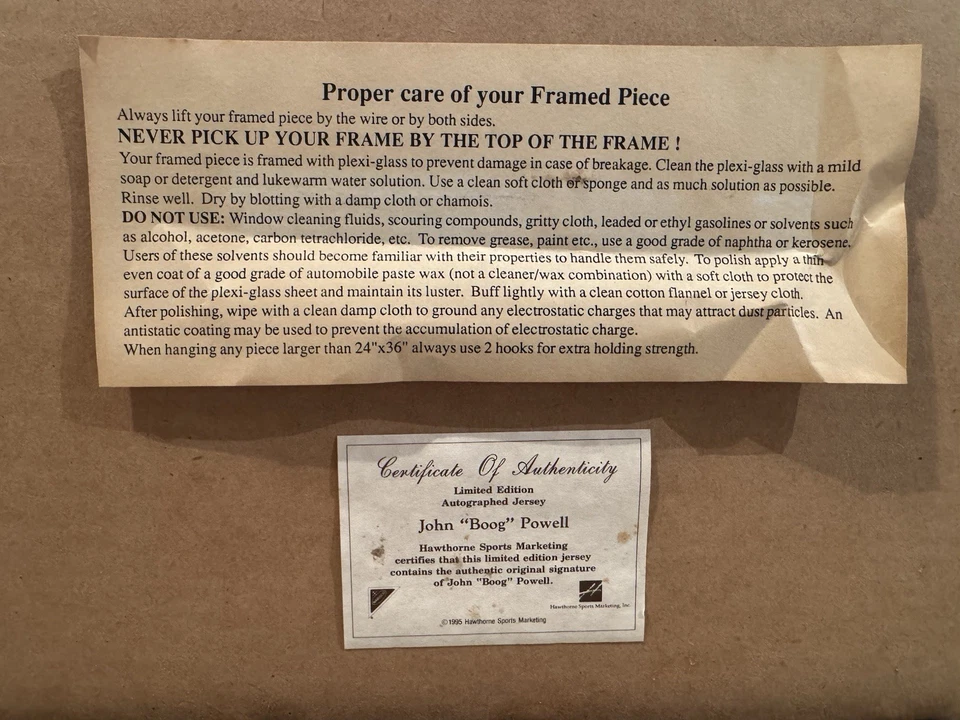 Proper care of your Framed Piece
Always lift your framed piece by the wire or by both sides.
NEVER PICK UP YOUR FRAME BY THE TOP OF THE FRAME !
Your framed piece is framed with plexi-glass to prevent damage in case of breakage. Clean the plexi-glass with a mild
soap or detergent and lukewarm water solution. Use a clean soft cloth or sponge and as much solution as possible.
Rinse well. Dry by blotting with a damp cloth or chamois.
DO NOT USE: Window cleaning fluids, scouring compounds, gritty cloth, leaded or ethyl gasolines or solvents such
as alcohol, acetone, carbon tetrachloride, etc. To remove grease, paint etc., use a good grade of naphtha or kerosene.
Users of these solvents should become familiar with their properties to handle them safely. To polish apply a thin
even coat of a good grade of automobile paste wax (not a cleaner/wax combination) with a soft cloth to protect the
surface of the plexi-glass sheet and maintain its luster. Buff lightly with a clean cotton flannel or jersey cloth.
After polishing, wipe with a clean damp cloth to ground any electrostatic charges that may attract dust particles. An
antistatic coating may be used to prevent the accumulation of electrostatic charge.
When hanging any piece larger than 24"x36" always use 2 hooks for extra holding strength.
Certificate Of Authenticity
Limited Edition
Autographed Jersey
John "Boog" Powell
Hawthorne Sports Marketing
certifies that this limited edition jersey
contains the authentic original signature
of John "Boog" Powell.
Hawthorne Sports Marketing, Inc.
©1995 Hawthorne Sports Marketing